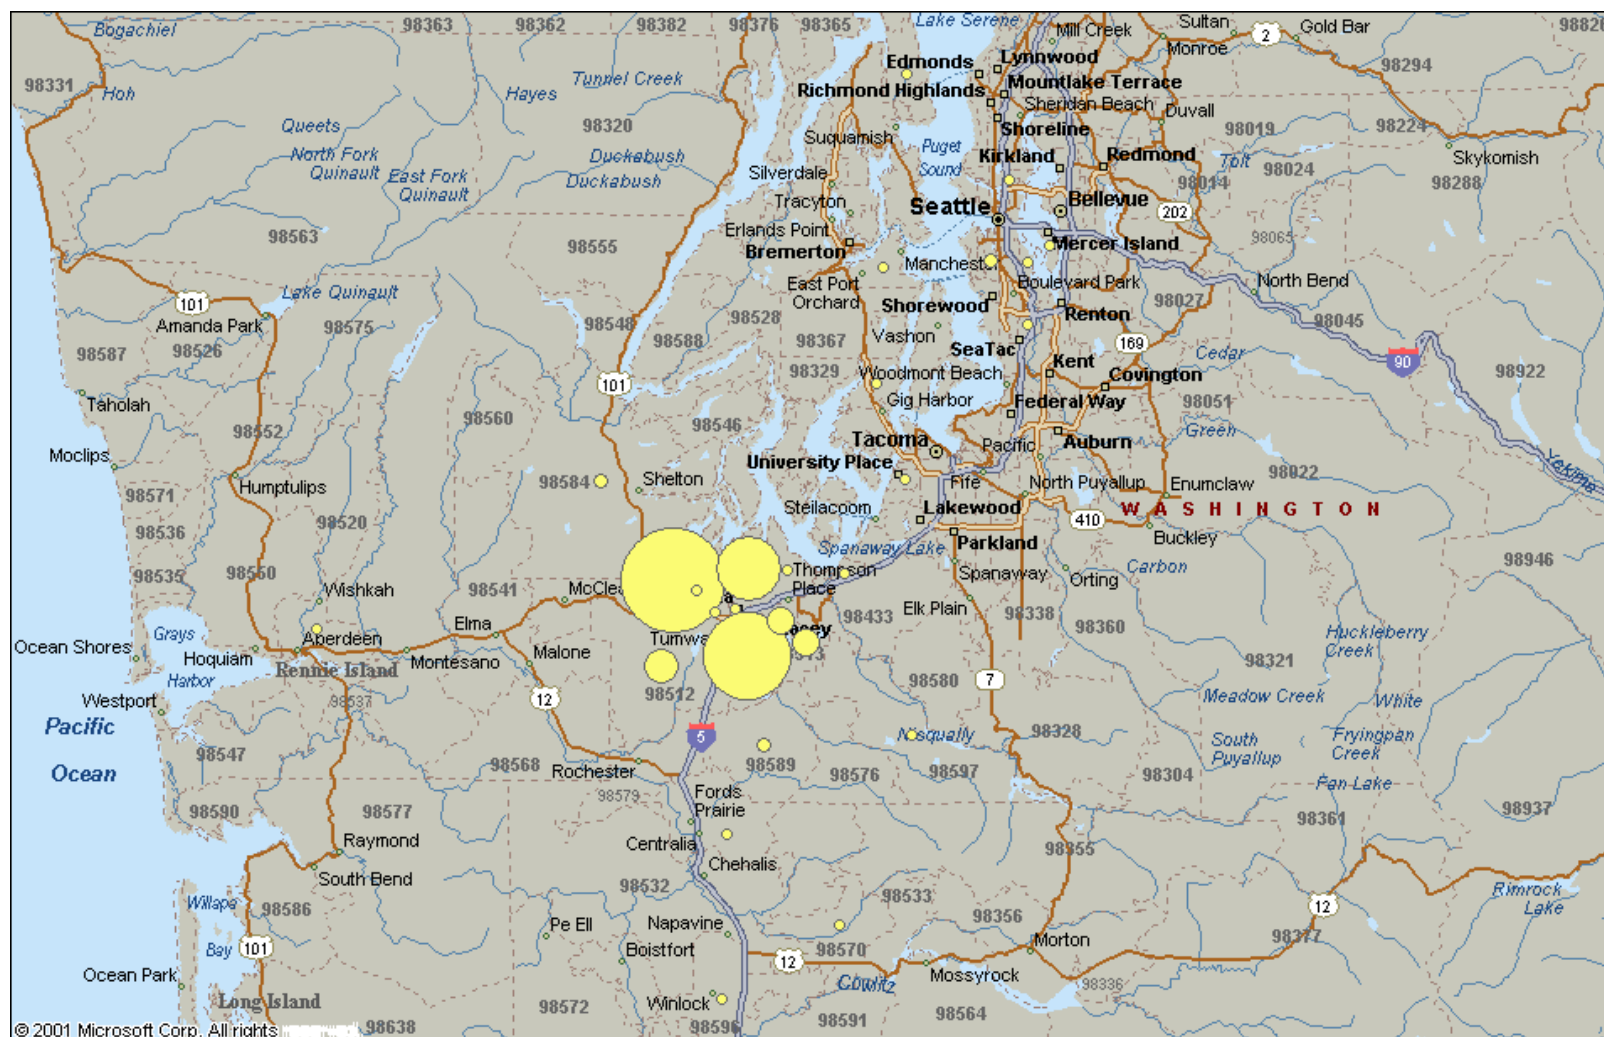 98363
98362
98382
98376
98365
Lake Serene
Sultan
Gold Bar
98826
Bogachiel
Mill Creek
Monroe
2
98331
Hoh
Tunnel Creek
Hayes
Edmonds
Lynnwood
98294
Richmond Highlands
Mountlake Terrace
Sheridan Beach
Duvall
Queets
98320
Suquamish
Shoreline
98019
98224
North Fork
Quinault
Duckabush
Puget
Sound
Kirkland
Redmond
Tolt
98024
Skykomish
98288
East Fork
Quinault
Duckabush
Silverdale
98014
Tracyton
Seattle
Bellevue
202
98563
98555
Erlands Point
Bremerton
Mercer Island
98065
Manchester
101
Lake Quinault
East Port
Orchard
Boulevard Park
North Bend
Amanda Park
98575
98548
98528
Shorewood
98027
Renton
98045
98587
98526
98588
98367
Vashon
SeaTac
169
Cedar
90
98329
Woodmont Beach
Kent
Covington
98922
Taholah
101
Gig Harbor
Federal Way
98051
98552
98560
98546
Green
Moclips
Tacoma
Pacific
Auburn
University Place
98022
Yakima
Humptulips
98584
Shelton
Fife
North Puyallup
Enumclaw
98571
Steilacoom
Lakewood
410
WASHINGTON
98536
98520
Spanaway Lake
Parkland
Buckley
98946
98535
98550
Wishkah
98541
McClea
Thompson
Place
Spanaway
Orting
Carbon
Elma
98433
Elk Plain
98338
98360
Huckleberry
Creek
Ocean Shores
Grays
Harbor
Aberdeen
Hoquiam
Rennie Island
Montesano
Malone
Tumwa
acey
98321
Westport
98537
12
98512
98580
7
Meadow Creek
White
Pacific
Ocean
98547
98568
5
Nisqually
98328
South
Puyallup
Fryingpan
Creek
Rochester
98589
98576
98597
98304
Fan Lake
98590
98577
98579
Fords
Prairie
98361
98937
Raymond
Centralia
98355
South Bend
Chehalis
98532
98533
Rimrock
Lake
Willapa
Bay
98586
Pe Ell
Napavine
98356
12
101
Boistfort
98570
Morton
98377
Ocean Park
12
Cowlitz
Mossyrock
98336
Long Island
98572
Winlock
98591
98564
© 2001 Microsoft Corp. All rights
98638
98596